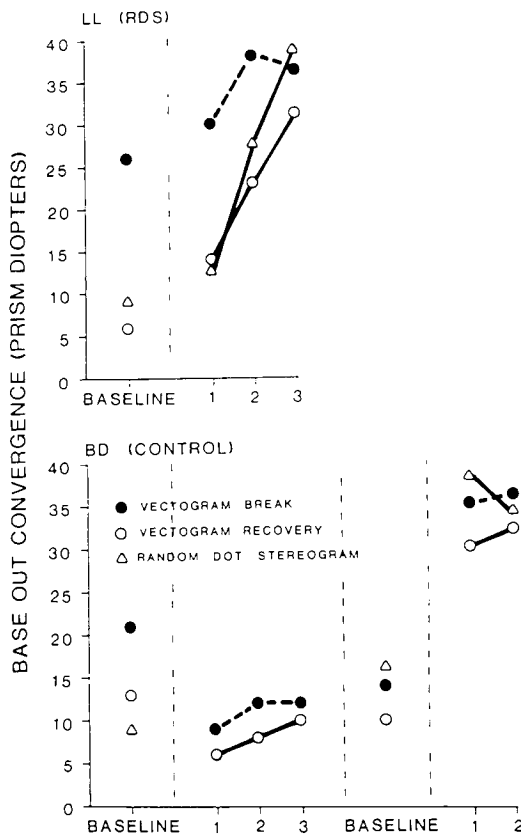 LL (RDS)
40
35
30
25
20
15
10
5
0
BASELINE 1 2 3
BASE OUT CONVERGENCE (PRISM DIOPTERS)
BD (CONTROL)
40
35
30
25
20
15
10
5
0
VECTOGRAM BREAK
VECTOGRAM RECOVERY
RANDOM DOT STEREOGRAM
BASELINE 1 2 3 BASELINE 1 2